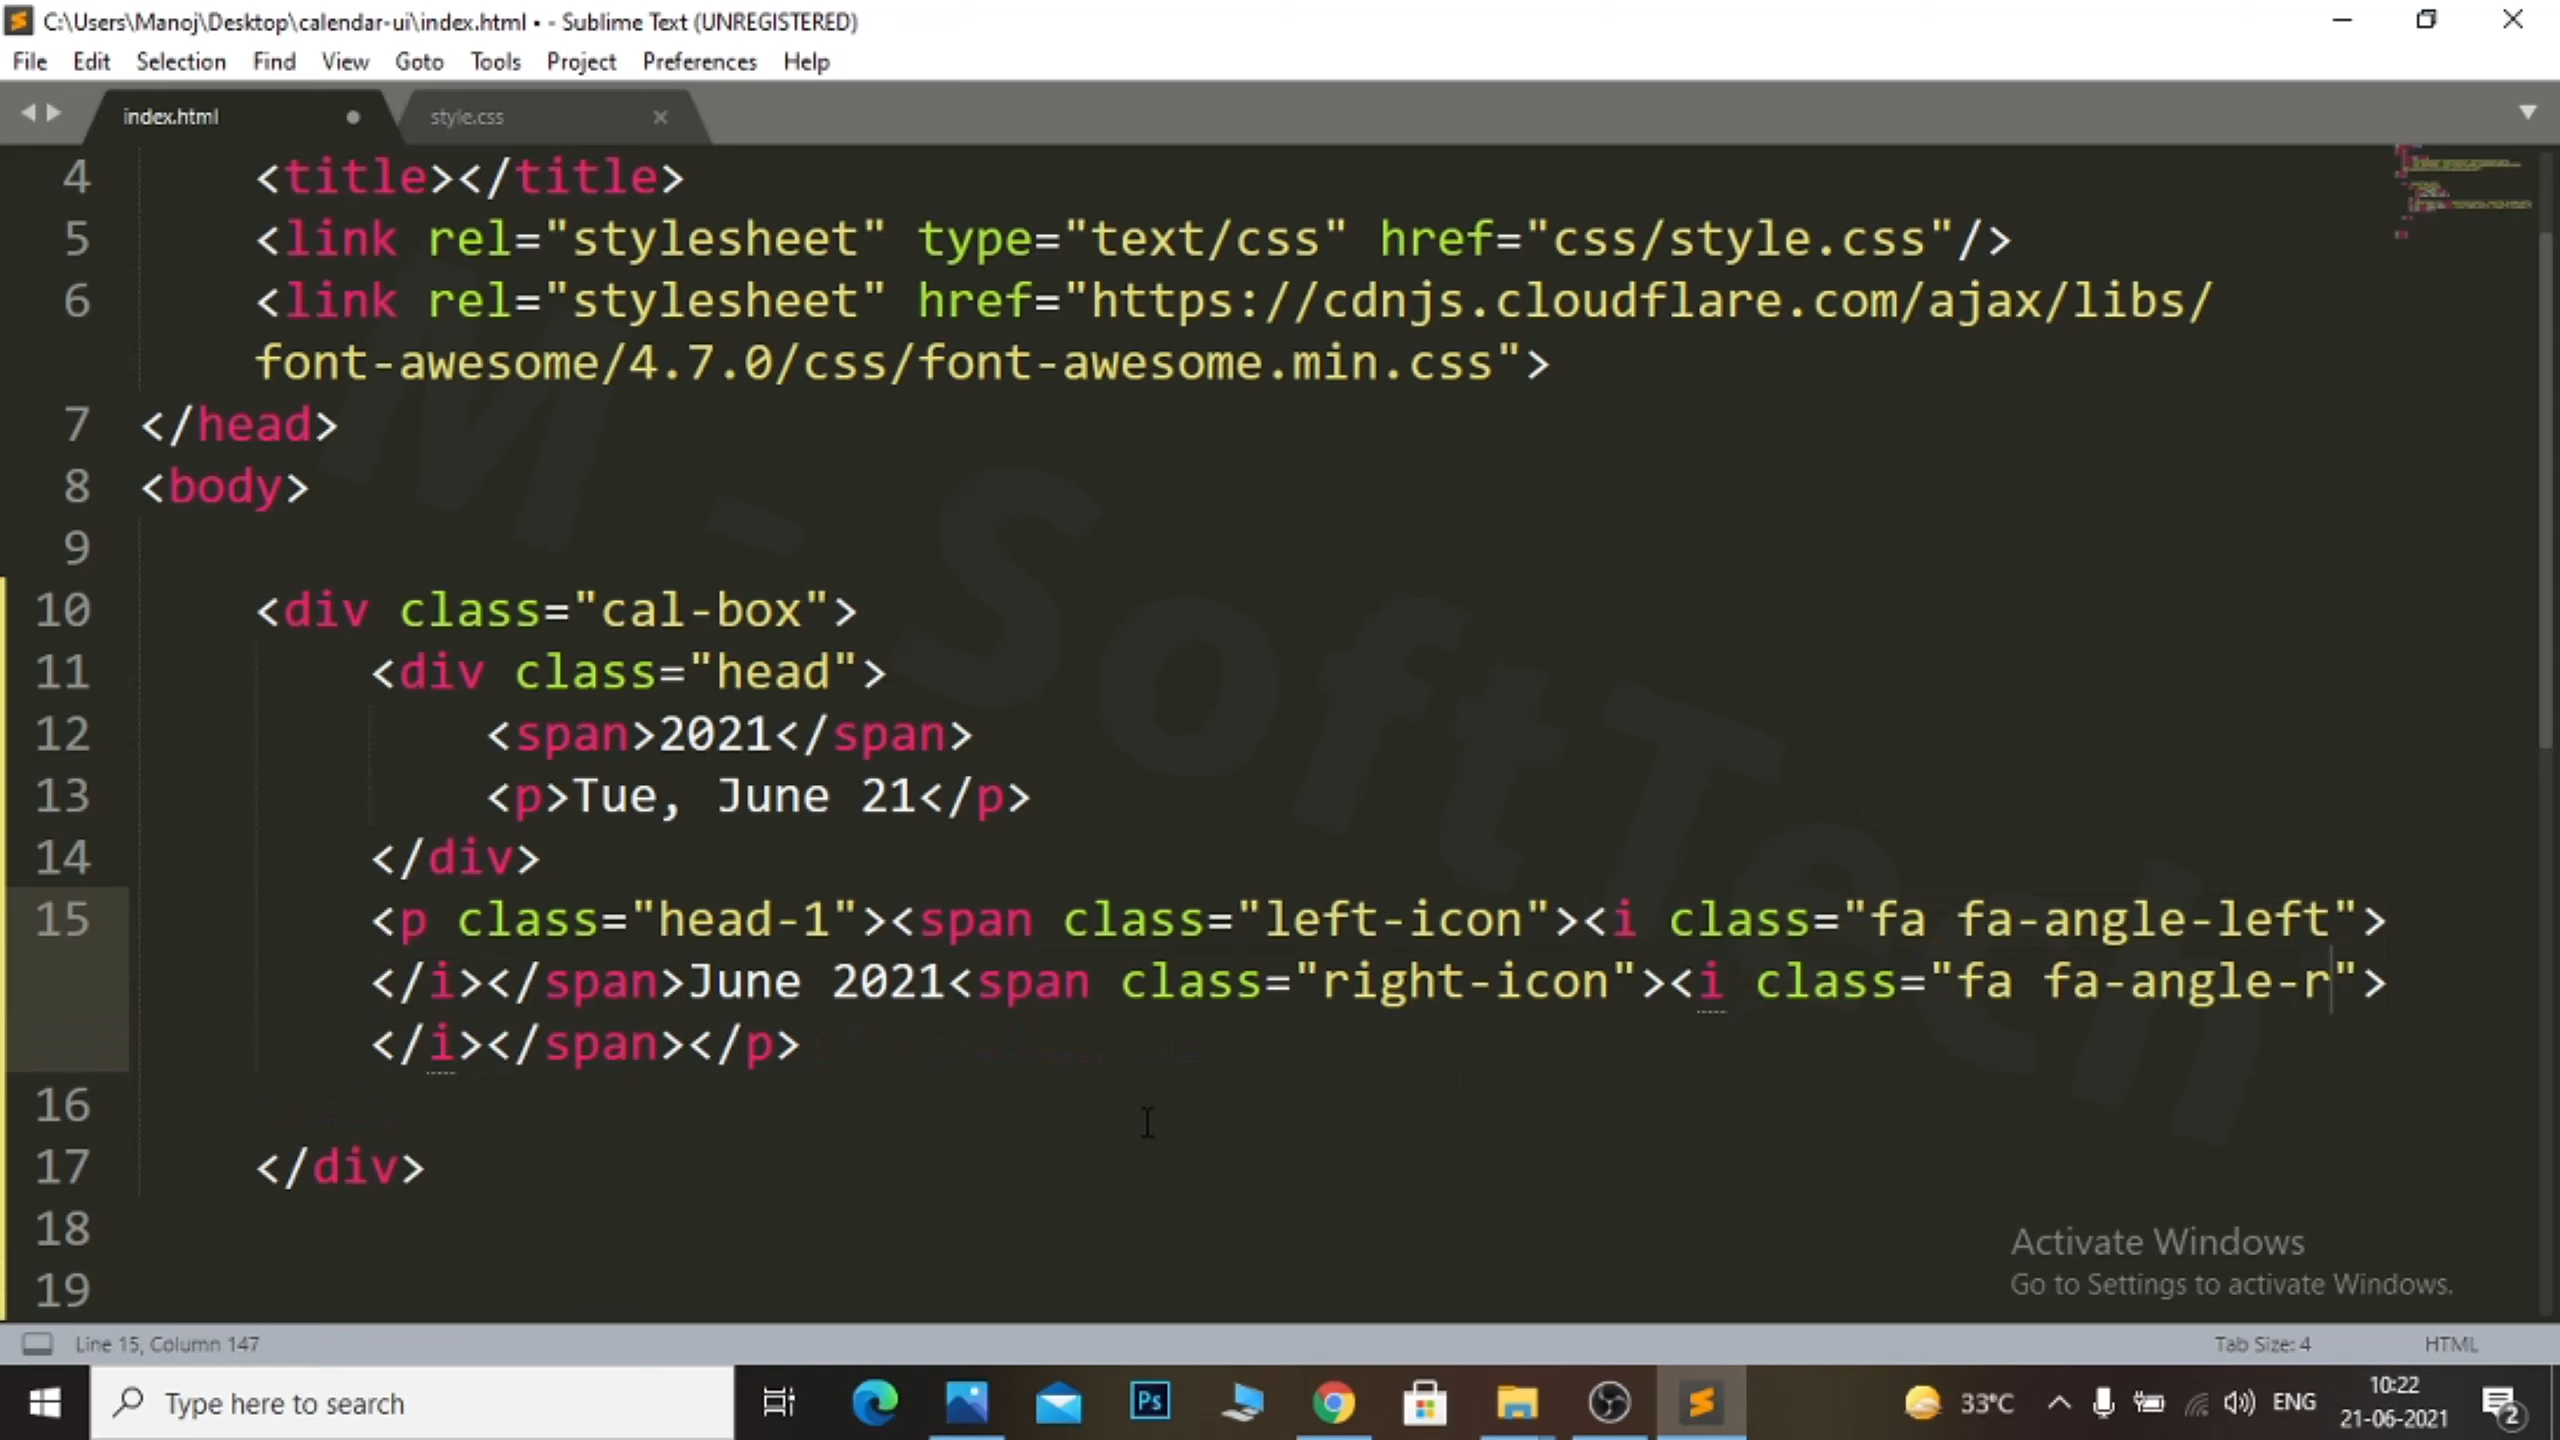 C:\Users\Manoj\Desktop\calendar-ui\index.html • - Sublime Text (UNREGISTERED)
File Edit Selection Find View Goto Tools Project Preferences Help
index.html style.css
4 <title></title>
5 <link rel="stylesheet" type="text/css" href="css/style.css"/>
6 <link rel="stylesheet" href="https://cdnjs.cloudflare.com/ajax/libs/
font-awesome/4.7.0/css/font-awesome.min.css">
7 </head>
8 <body>
9
10 <div class="cal-box">
11 <div class="head">
12 <span>2021</span>
13 <p>Tue, June 21</p>
14 </div>
15 <p class="head-1"><span class="left-icon"><i class="fa fa-angle-left">
</i></span>June 2021<span class="right-icon"><i class="fa fa-angle-r">
</i></span></p>
16
17 </div>
18
19
M - SoftTech
Activate Windows
Go to Settings to activate Windows.
Line 15, Column 147 Tab Size: 4 HTML
Type here to search Ps 33°C ENG 10:22
21-06-2021 2